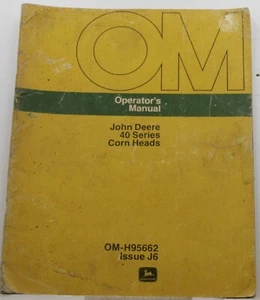 OM
Operator's
Manual
John Deere
40 Series
Corn Heads
OM-H95662
Issue J6